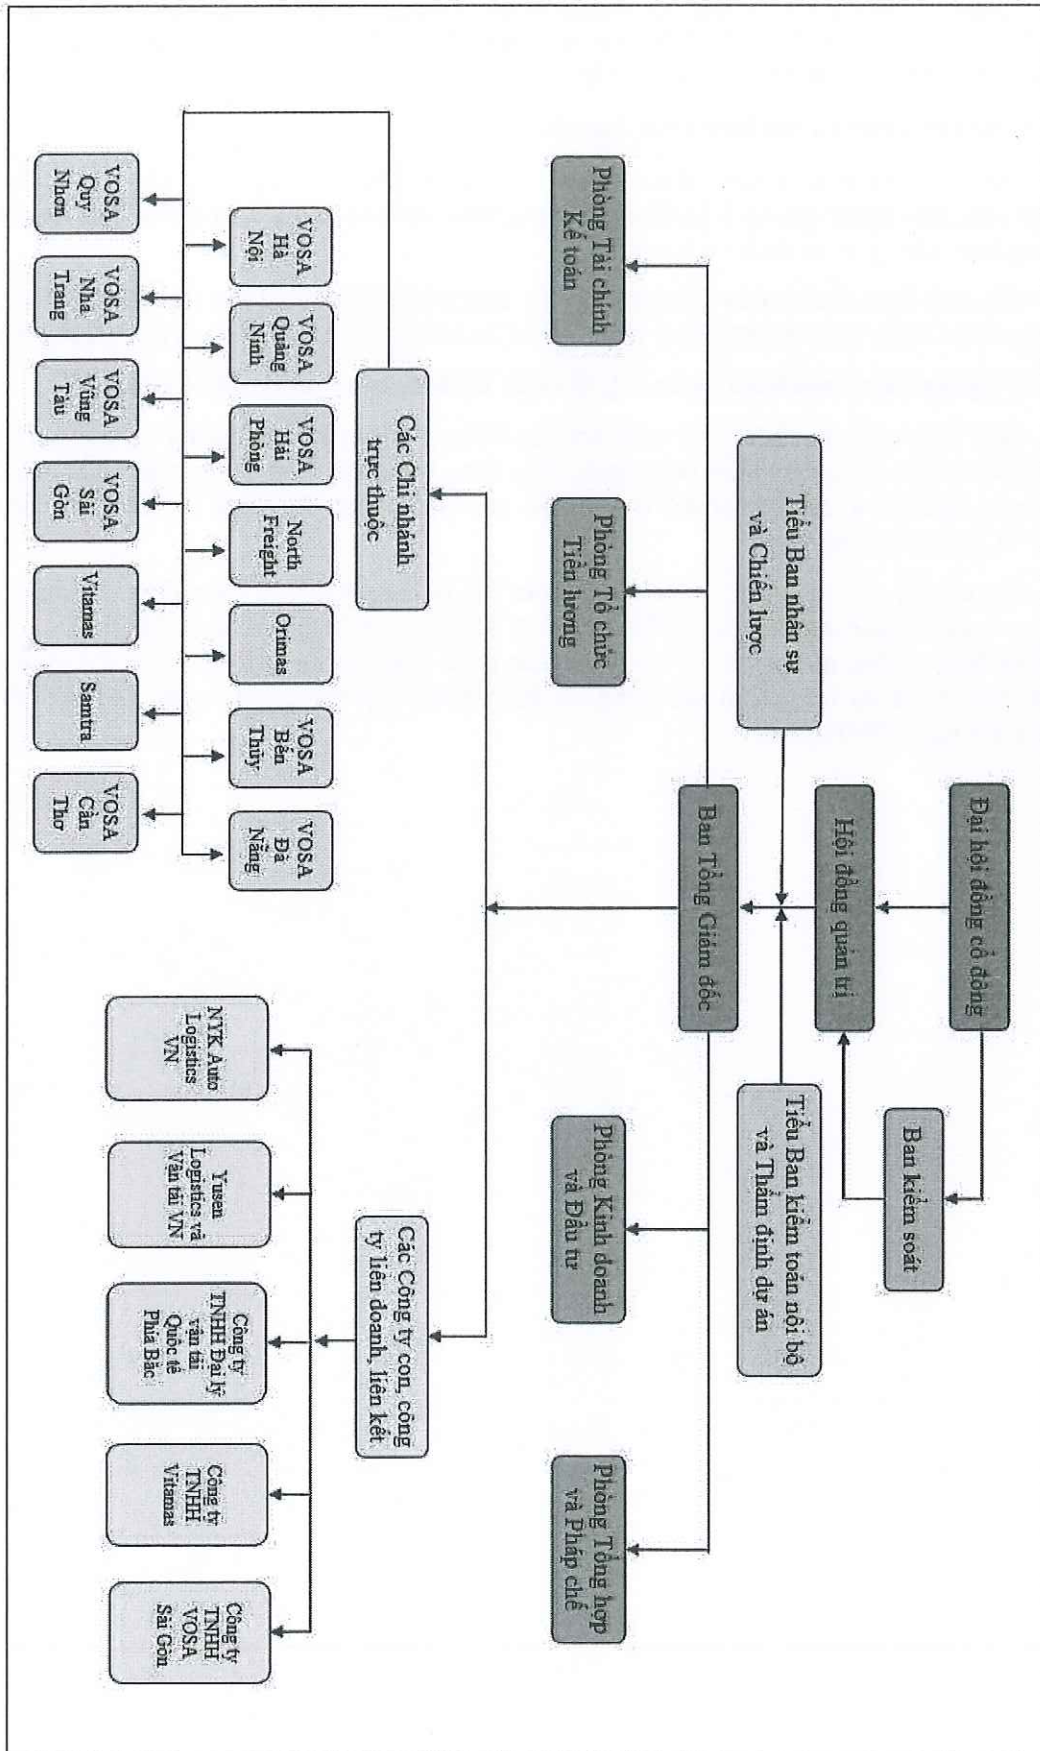 Đại hội đồng cổ đông
Ban kiểm soát
Hội đồng quản trị
Tiểu Ban nhân sự
và Chiến lược
Tiểu Ban kiểm toán nội bộ
và Thẩm định dự án
Ban Tổng Giám đốc
Phòng Tài chính
Kế toán
Phòng Tổ chức
Tiền lương
Phòng Kinh doanh
và Đầu tư
Phòng Tổng hợp
và Pháp chế
Các Chi nhánh
trực thuộc
Các Công ty con, công
ty liên doanh, liên kết
VOSA
Hà
Nội
VOSA
Quảng
Ninh
VOSA
Hải
Phòng
North
Freight
Orimas
VOSA
Bến
Thủy
VOSA
Đà
Nẵng
VOSA
Quy
Nhơn
VOSA
Nha
Trang
VOSA
Vũng
Tàu
VOSA
Sài
Gòn
Vitamas
Samtra
VOSA
Cần
Thơ
NYK Auto
Logistics
VN
Yusen
Logistics và
Vận tải VN
Công ty
TNHH Đại lý
vận tải
Quốc tế
Phía Bắc
Công ty
TNHH
Vitamas
Công ty
TNHH
VOSA
Sài Gòn